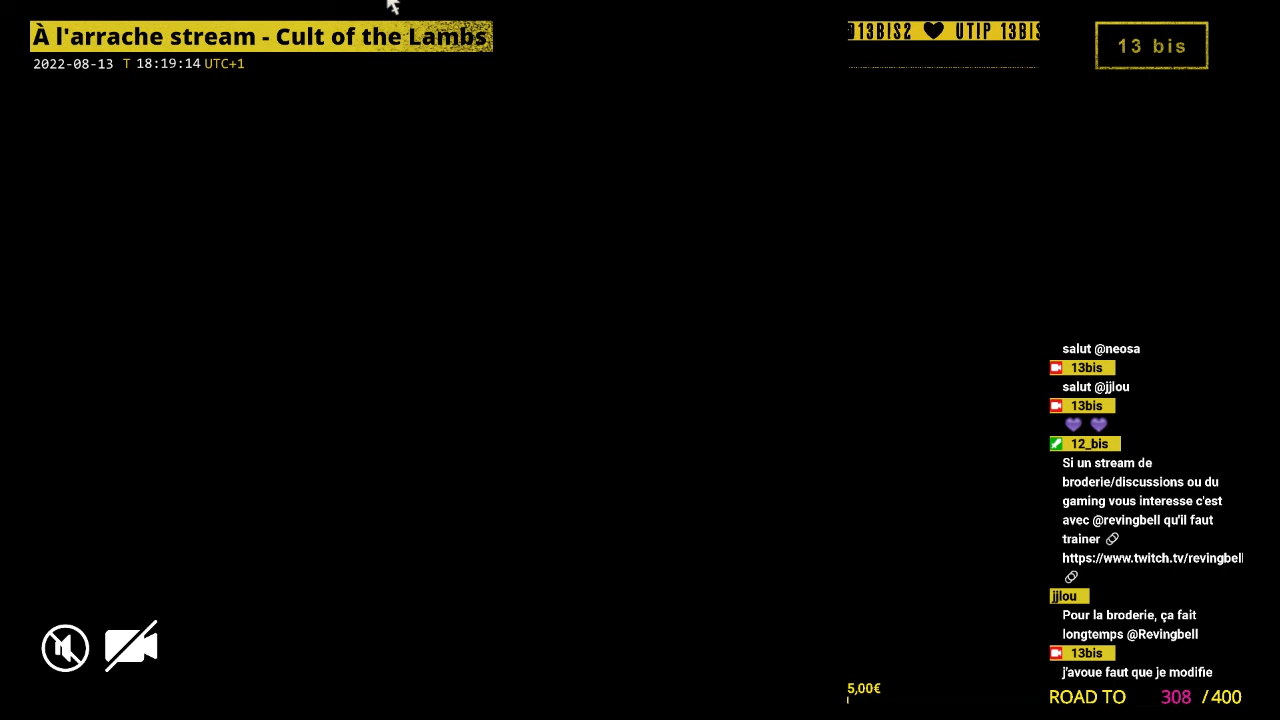 À l'arrache stream - Cult of the Lambs
2022-08-13 T 18:19:14 UTC+1
@13BIS2 UTIP 13BIS
13 bis
salut @neosa
13bis
salut @jjlou
13bis
12_bis
Si un stream de
broderie/discussions ou du
gaming vous interesse c'est
avec @revingbell qu'il faut
trainer
https://www.twitch.tv/revingbell
jjlou
Pour la broderie, ça fait
longtemps @Revingbell
13bis
j'avoue faut que je modifie
5,00€
ROAD TO 308 / 400